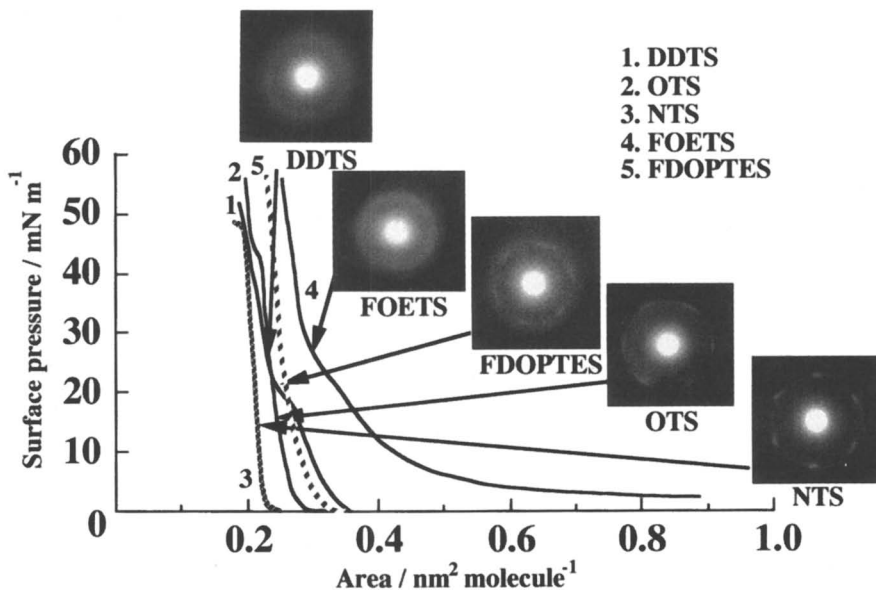 1. DDTS
2. OTS
3. NTS
4. FOETS
5. FDOPTES
DDTS
FOETS
FDOPTES
OTS
NTS
Surface pressure / mN m-1
60
50
40
30
20
10
0
2
5
1
4
3
0.2
0.4
0.6
0.8
1.0
Area / nm2 molecule-1